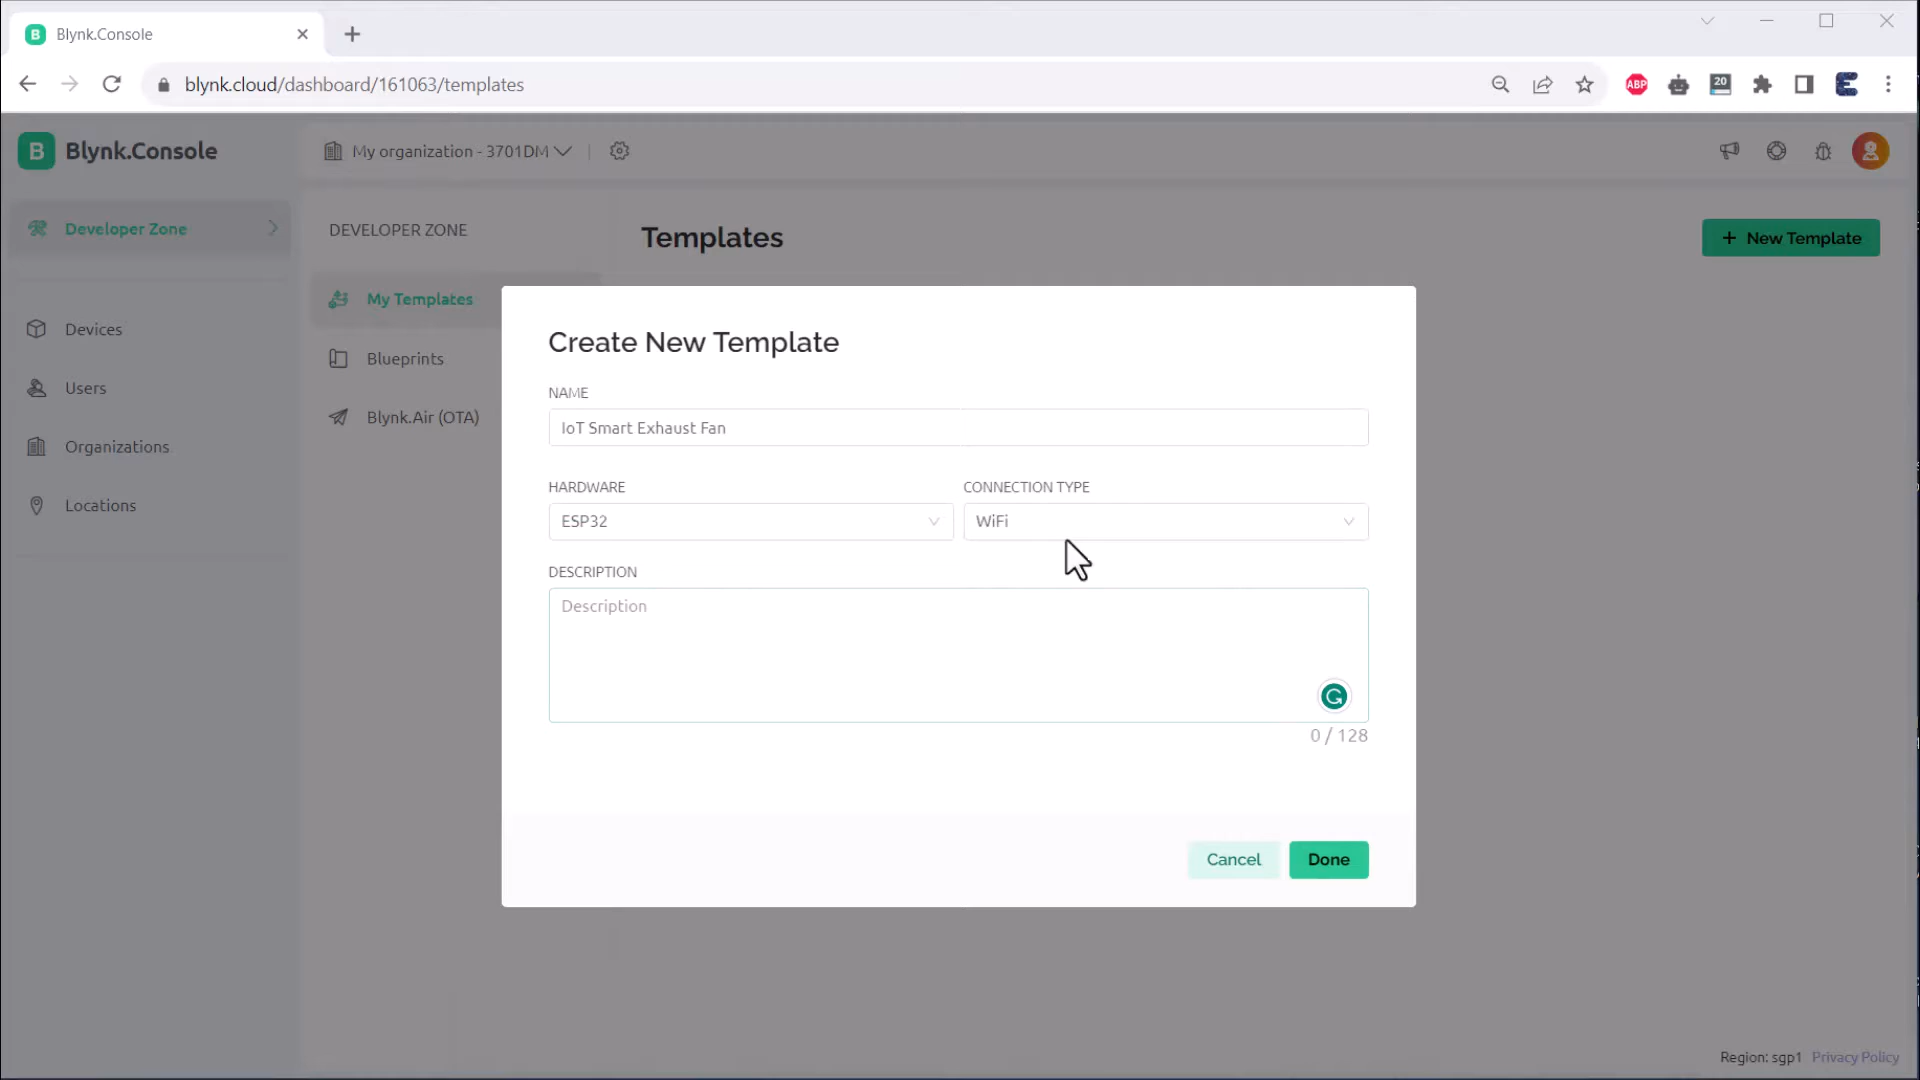 Blynk.Console
blynk.cloud/dashboard/161063/templates
ABP
20
B
Blynk.Console
My organization - 3701DM
Developer Zone
Devices
Users
Organizations
Locations
DEVELOPER ZONE
My Templates
Blueprints
Blynk.Air (OTA)
Templates
+ New Template
Create New Template
NAME
IoT Smart Exhaust Fan
HARDWARE
CONNECTION TYPE
ESP32
WiFi
DESCRIPTION
Description
0 / 128
Cancel
Done
Region: sgp1 Privacy Policy